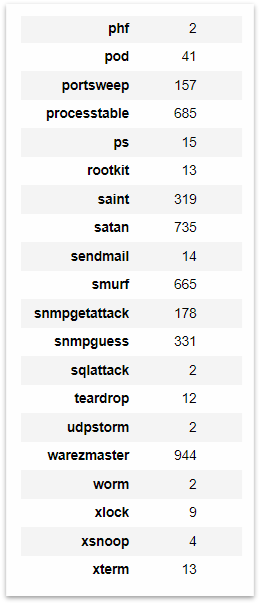 phf 2
pod 41
portsweep 157
processtable 685
ps 15
rootkit 13
saint 319
satan 735
sendmail 14
smurf 665
snmpgetattack 178
snmpguess 331
sqlattack 2
teardrop 12
udpstorm 2
warezmaster 944
worm 2
xlock 9
xsnoop 4
xterm 13